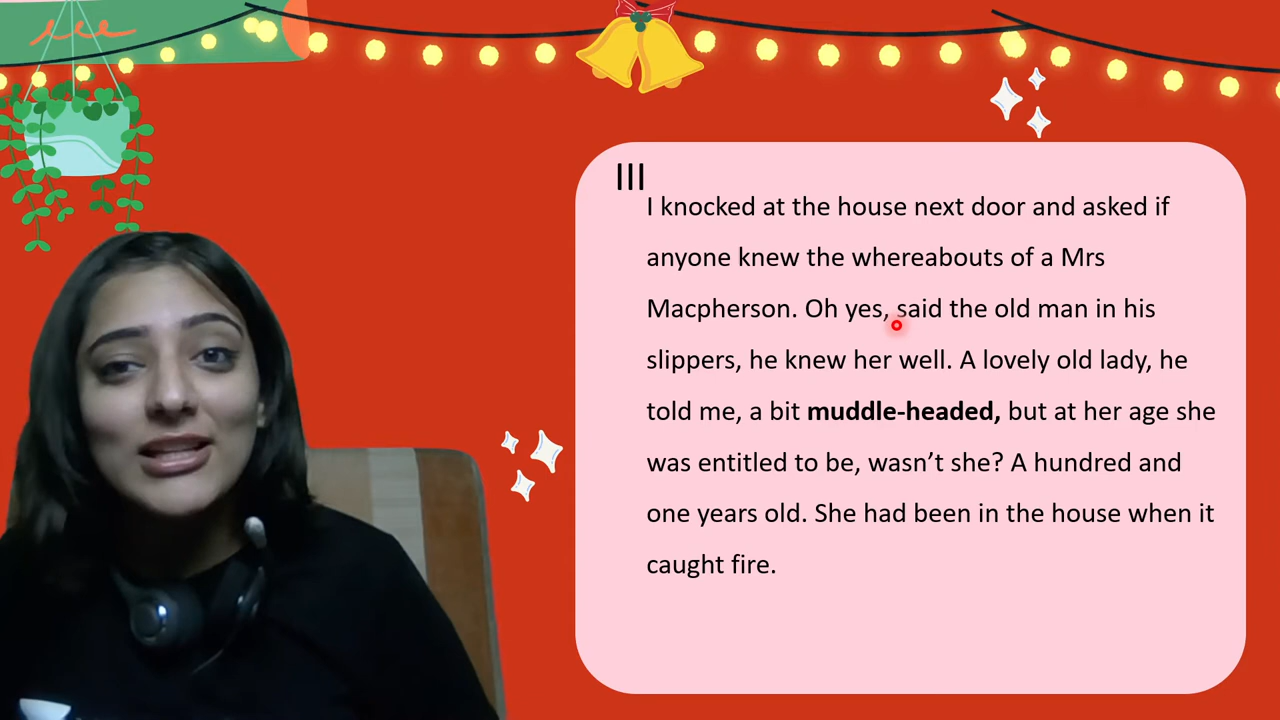 III
I knocked at the house next door and asked if
anyone knew the whereabouts of a Mrs
Macpherson. Oh yes, said the old man in his
slippers, he knew her well. A lovely old lady, he
told me, a bit muddle-headed, but at her age she
was entitled to be, wasn’t she? A hundred and
one years old. She had been in the house when it
caught fire.